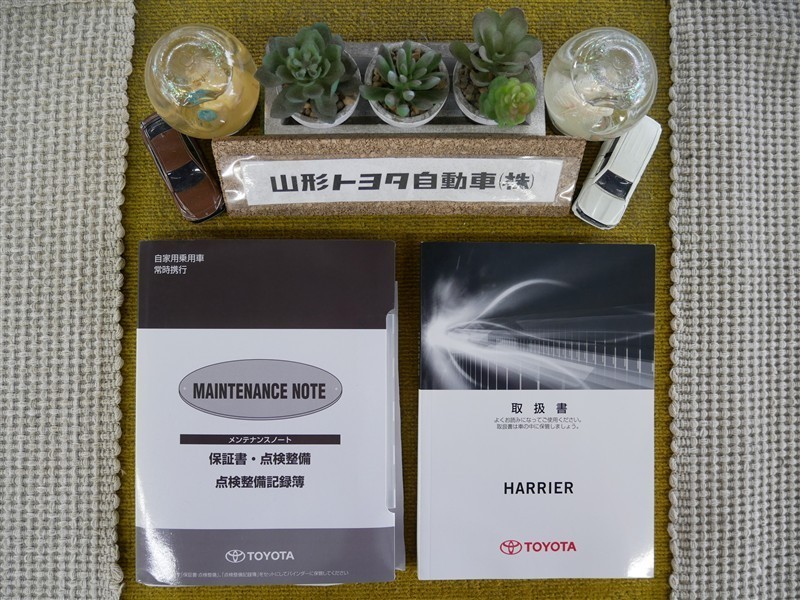 山形トヨタ自動車(株)
自家用乗用車
常時携行
MAINTENANCE NOTE
メンテナンスノート
保証書・点検整備
点検整備記録簿
TOYOTA
取扱書
よくお読みになってご使用ください。
取扱書は車の中に保管しましょう。
HARRIER
TOYOTA